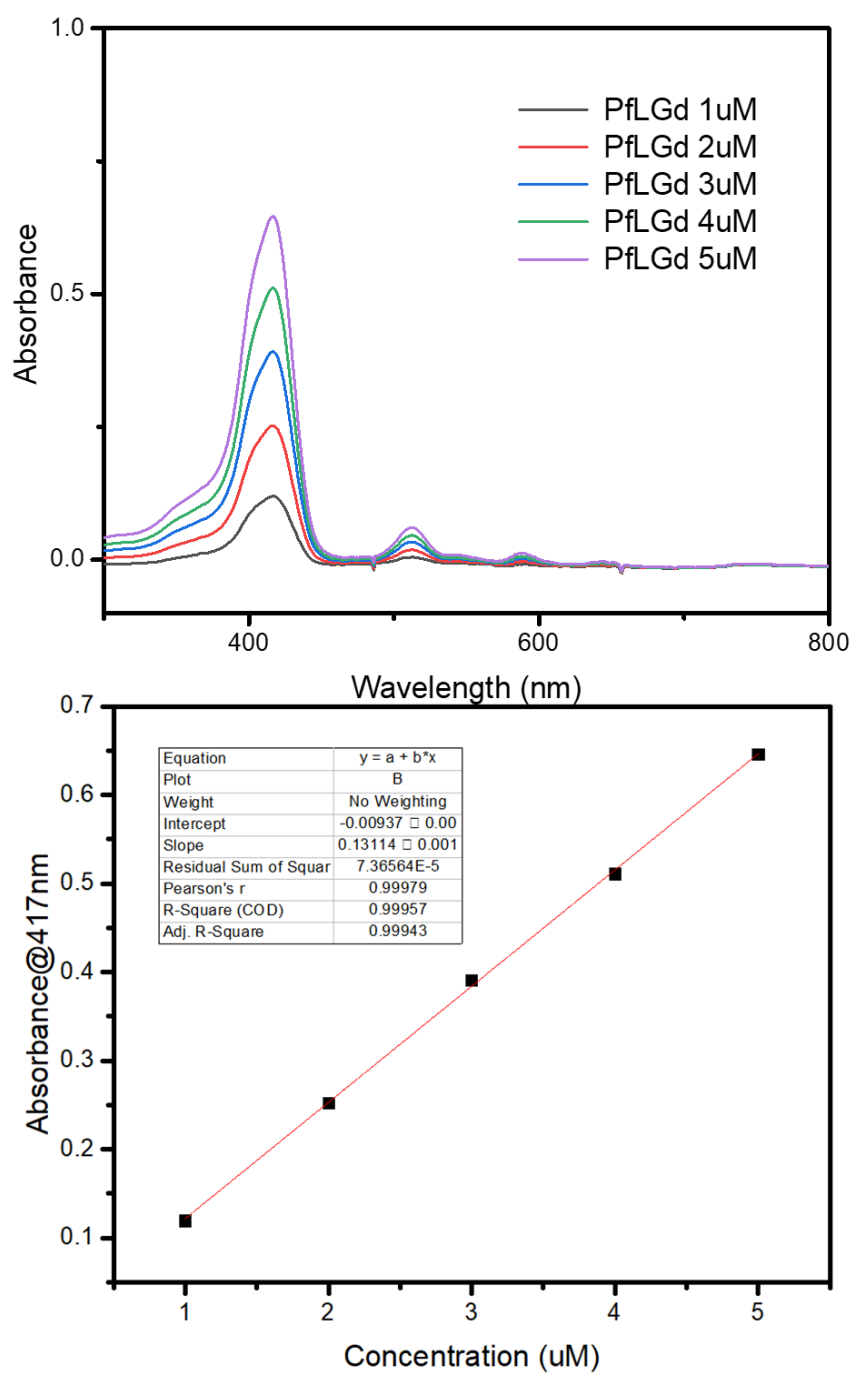 1.0
PfLGd 1uM
PfLGd 2uM
PfLGd 3uM
PfLGd 4uM
PfLGd 5uM
0.5
0.0
Absorbance
400 600 800
Wavelength (nm)
0.7
0.6
0.5
0.4
0.3
0.2
0.1
Absorbance@417nm
Equation y = a + b*x
Plot B
Weight No Weighting
Intercept -0.00937 □ 0.00
Slope 0.13114 □ 0.001
Residual Sum of Squar 7.36564E-5
Pearson's r 0.99979
R-Square (COD) 0.99957
Adj. R-Square 0.99943
1 2 3 4 5
Concentration (uM)